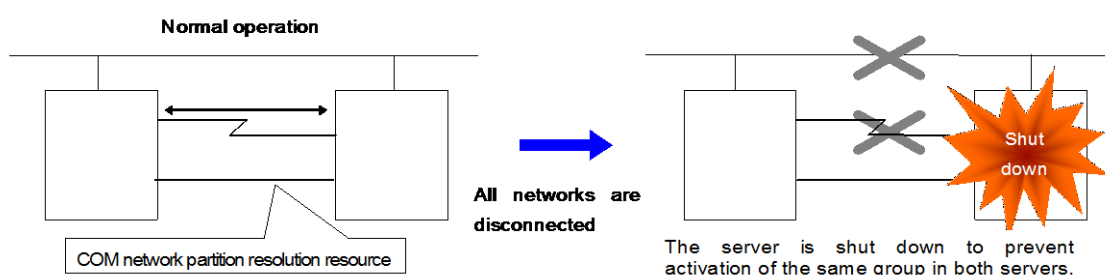 Normal operation
All networks are
disconnected
COM network partition resolution resource
Shut
down
The server is shut down to prevent
activation of the same group in both servers.